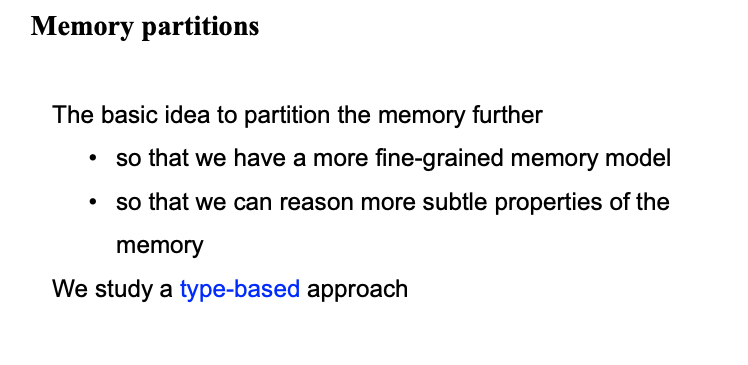 Memory partitions
The basic idea to partition the memory further
• so that we have a more fine-grained memory model
• so that we can reason more subtle properties of the
memory
We study a type-based approach